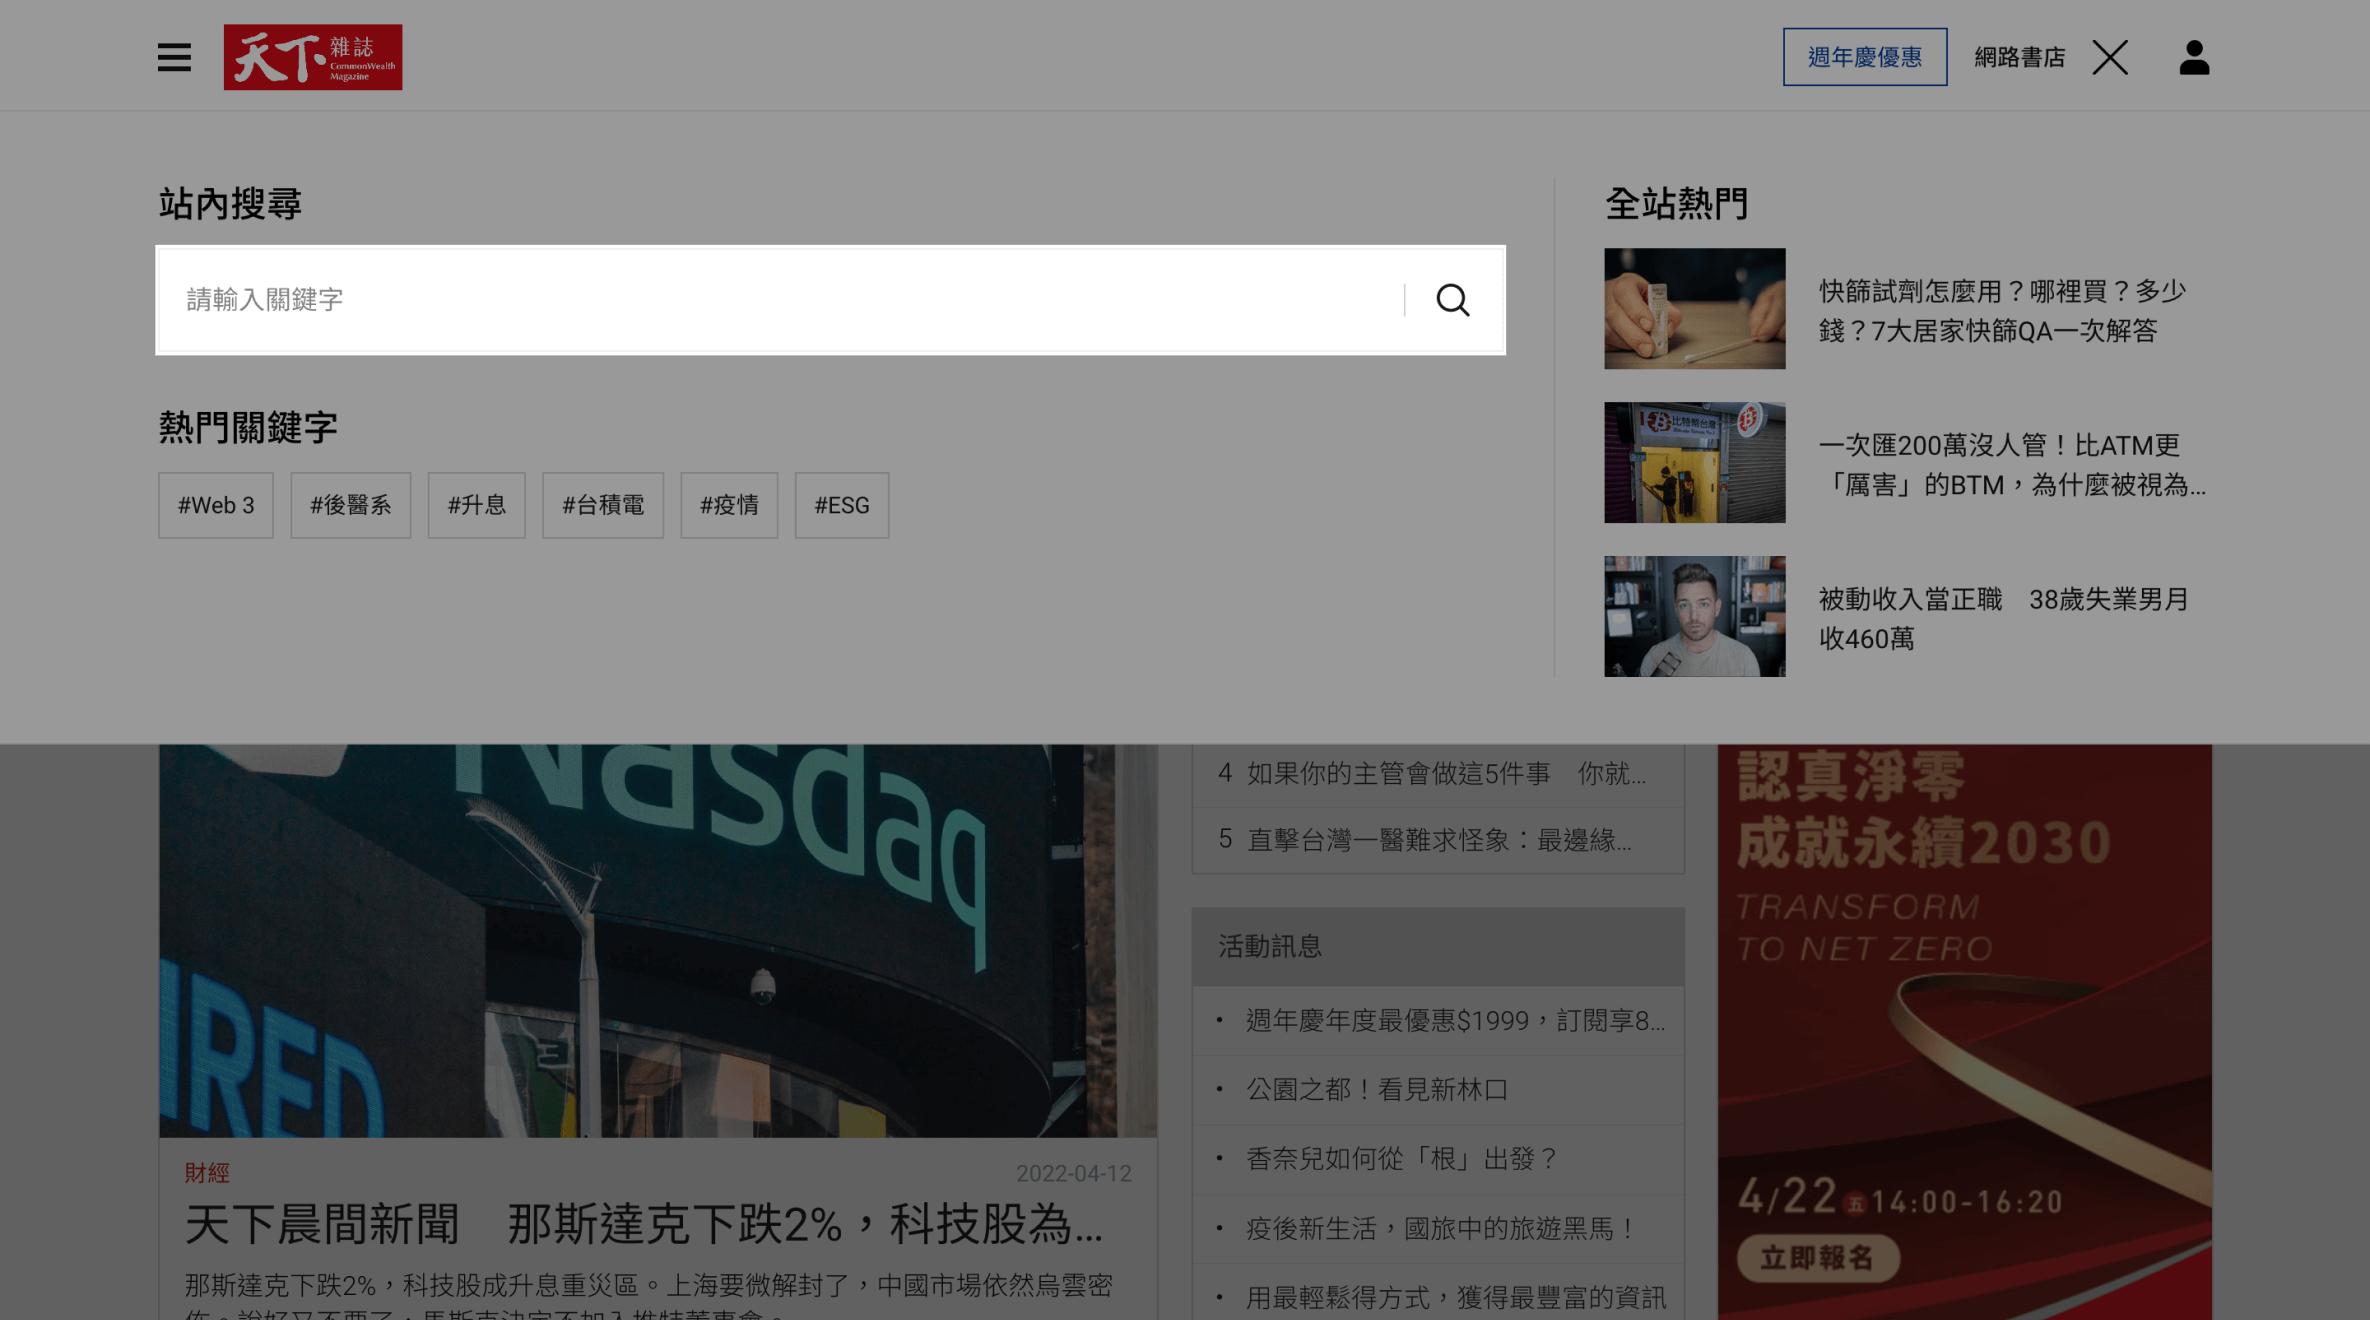 天下 雜誌
CommonWealth
Magazine
週年慶優惠
網路書店
站內搜尋
請輸入關鍵字
熱門關鍵字
#Web 3
#後醫系
#升息
#台積電
#疫情
#ESG
全站熱門
快篩試劑怎麼用？哪裡買？多少
錢？7大居家快篩QA一次解答
比特幣台灣
一次匯200萬沒人管！比ATM更
「厲害」的BTM，為什麼被視為...
被動收入當正職　38歲失業男月
收460萬
Nasdaq
IRED
財經
2022-04-12
天下晨間新聞　那斯達克下跌2%，科技股為...
那斯達克下跌2%，科技股成升息重災區。上海要微解封了，中國市場依然烏雲密
4 如果你的主管會做這5件事　你就...
5 直擊台灣一醫難求怪象：最邊緣...
活動訊息
• 週年慶年度最優惠$1999，訂閱享8...
• 公園之都！看見新林口
• 香奈兒如何從「根」出發？
• 疫後新生活，國旅中的旅遊黑馬！
• 用最輕鬆得方式，獲得最豐富的資訊
認真淨零
成就永續2030
TRANSFORM
TO NET ZERO
4/22 五 14:00-16:20
立即報名